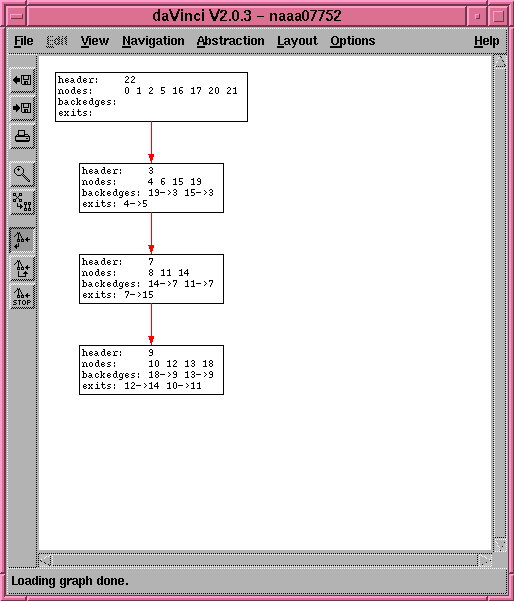 daVinci V2.0.3 – naaa07752
File Edit View Navigation Abstraction Layout Options Help
header: 22
nodes: 0 1 2 5 16 17 20 21
backedges:
exits:
header: 3
nodes: 4 6 15 19
backedges: 19->3 15->3
exits: 4->5
header: 7
nodes: 8 11 14
backedges: 14->7 11->7
exits: 7->15
header: 9
nodes: 10 12 13 18
backedges: 18->9 13->9
exits: 12->14 10->11
STOP
Loading graph done.